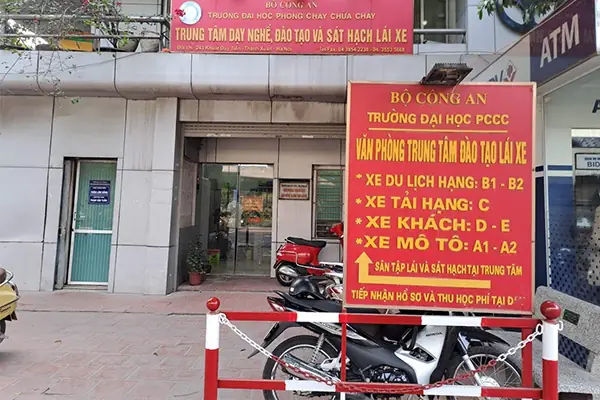 BỘ CÔNG AN
TRƯỜNG ĐẠI HỌC PHÒNG CHÁY CHỮA CHÁY
TRUNG TÂM DẠY NGHỀ, ĐÀO TẠO VÀ SÁT HẠCH LÁI XE
ATM
BID
BỘ CÔNG AN
TRƯỜNG ĐẠI HỌC PCCC
VĂN PHÒNG TRUNG TÂM ĐÀO TẠO LÁI XE
* XE DU LỊCH HẠNG: B1 - B2
* XE TẢI HẠNG: C
* XE KHÁCH: D - E
* XE MÔ TÔ: A1 - A2
SÂN TẬP LÁI VÀ SÁT HẠCH TẠI TRUNG TÂM
TIẾP NHẬN HỒ SƠ VÀ THU HỌC PHÍ TẠI